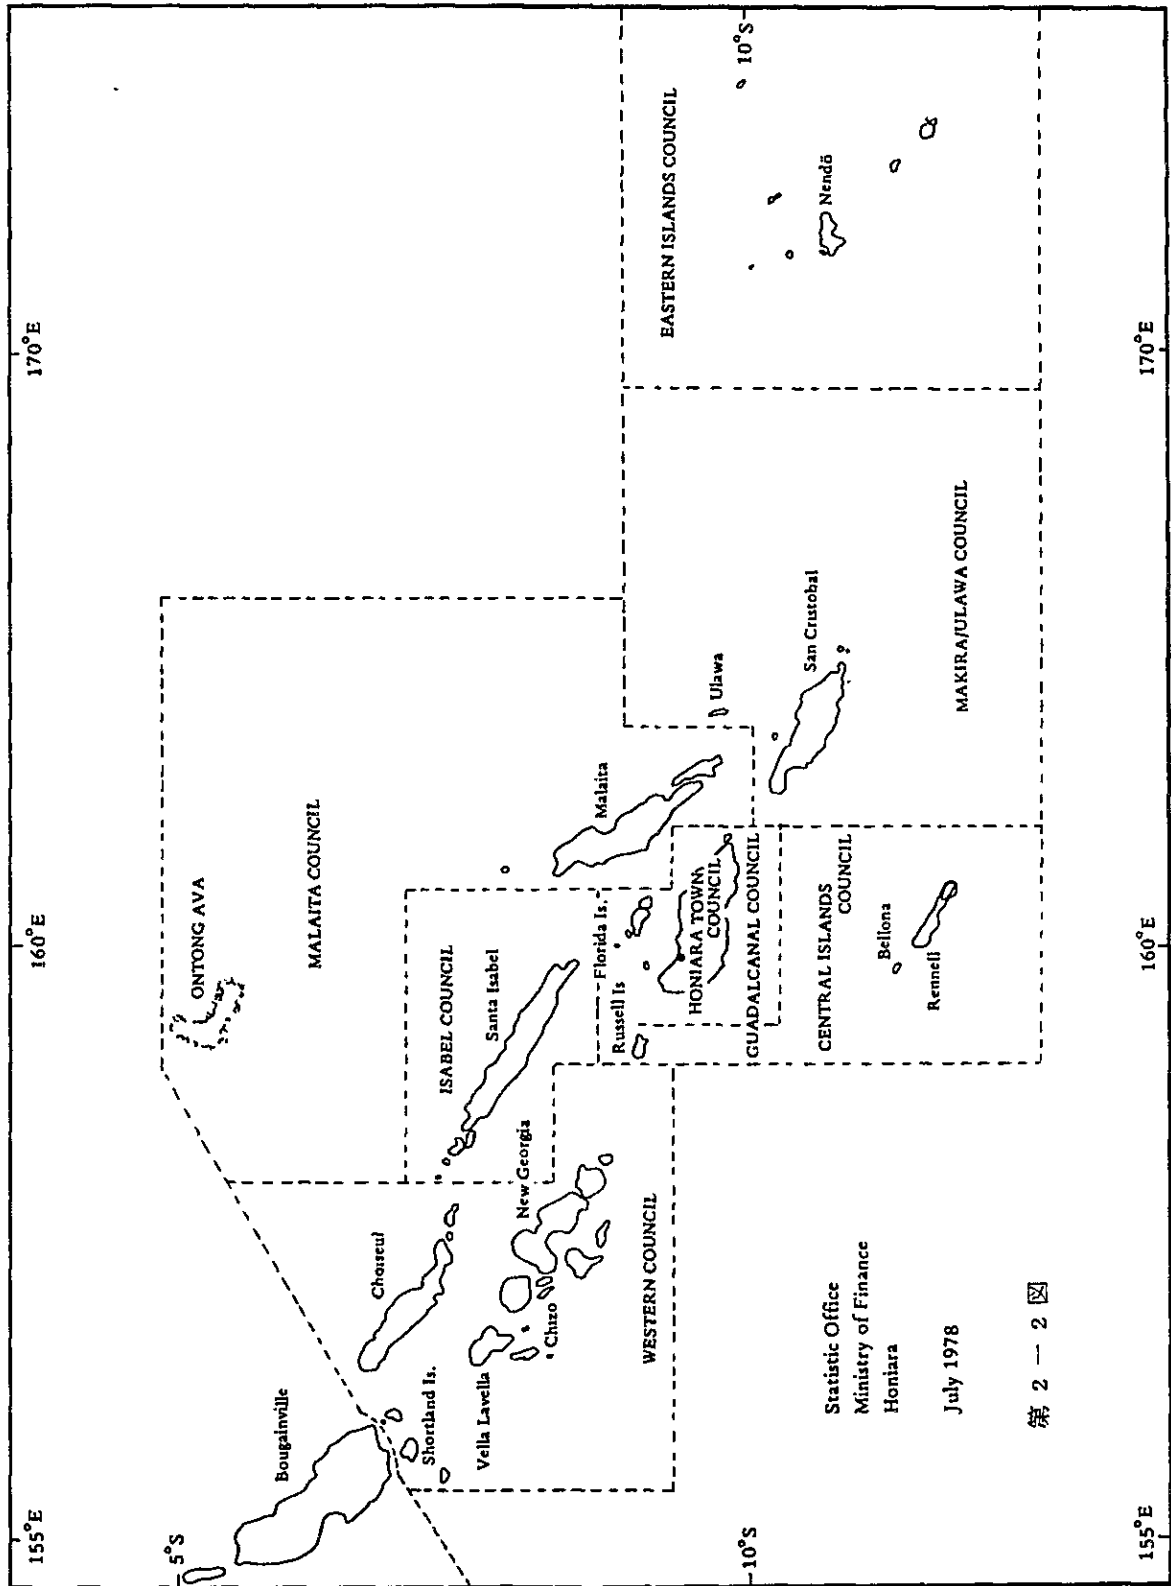 155°E
160°E
170°E
5°S
ONTONG AVA
MALAITA COUNCIL
Bougainville
Choiseul
Shortland Is.
Vella Lavella
ISABEL COUNCIL
Santa Isabel
Malaita
EASTERN ISLANDS COUNCIL
New Georgia
Chizo
Florida Is.
Russell Is
Ulawa
10°S
WESTERN COUNCIL
HONIARA TOWN
COUNCIL
GUADALCANAL COUNCIL
San Cristobal
Nendö
CENTRAL ISLANDS
COUNCIL
Bellona
Rennell
MAKIRA/ULAWA COUNCIL
10°S
Statistic Office
Ministry of Finance
Honiara
July 1978
第2-2図
155°E
160°E
170°E